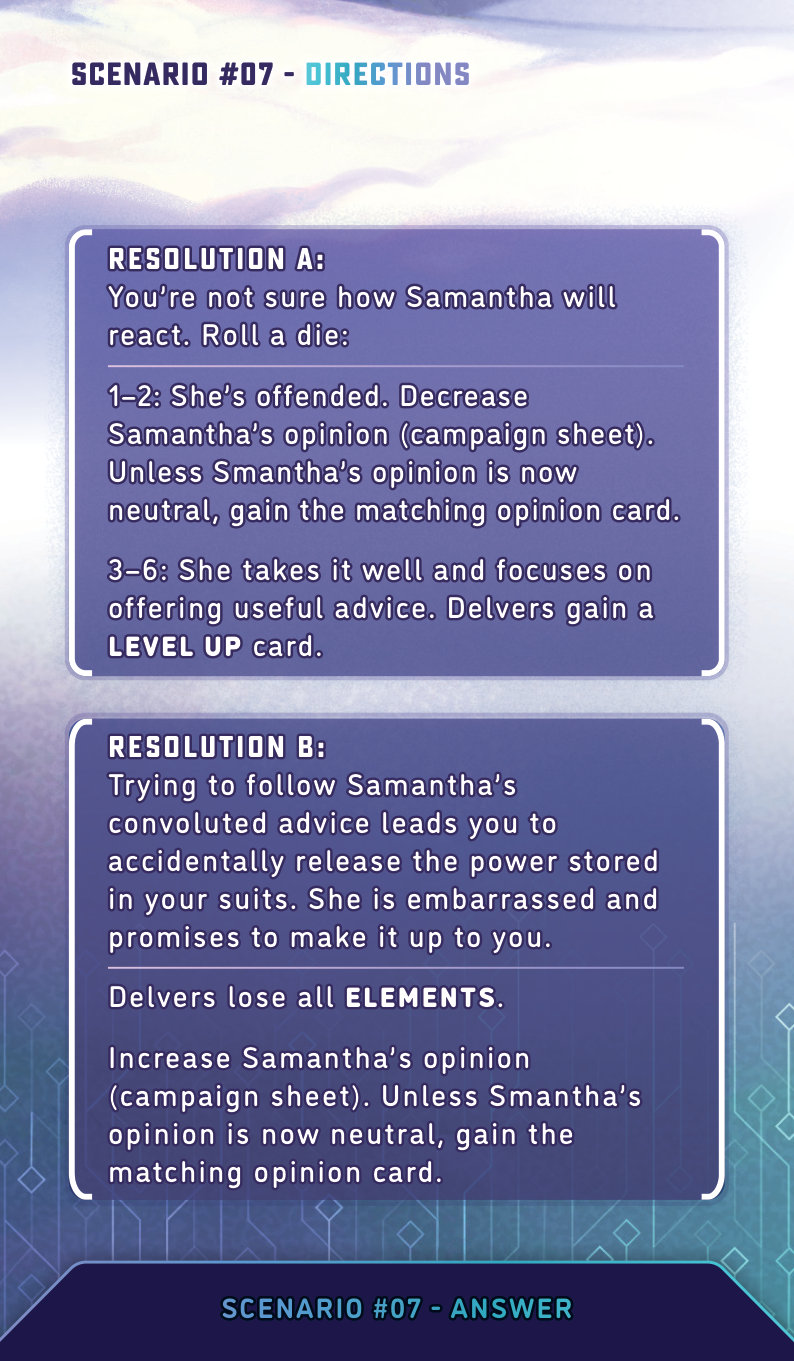 SCENARIO #07 - DIRECTIONS
RESOLUTION A:
You're not sure how Samantha will
react. Roll a die:
1–2: She's offended. Decrease
Samantha's opinion (campaign sheet).
Unless Smantha's opinion is now
neutral, gain the matching opinion card.
3–6: She takes it well and focuses on
offering useful advice. Delvers gain a
LEVEL UP card.
RESOLUTION B:
Trying to follow Samantha's
convoluted advice leads you to
accidentally release the power stored
in your suits. She is embarrassed and
promises to make it up to you.
Delvers lose all ELEMENTS.
Increase Samantha's opinion
(campaign sheet). Unless Smantha's
opinion is now neutral, gain the
matching opinion card.
SCENARIO #07 - ANSWER